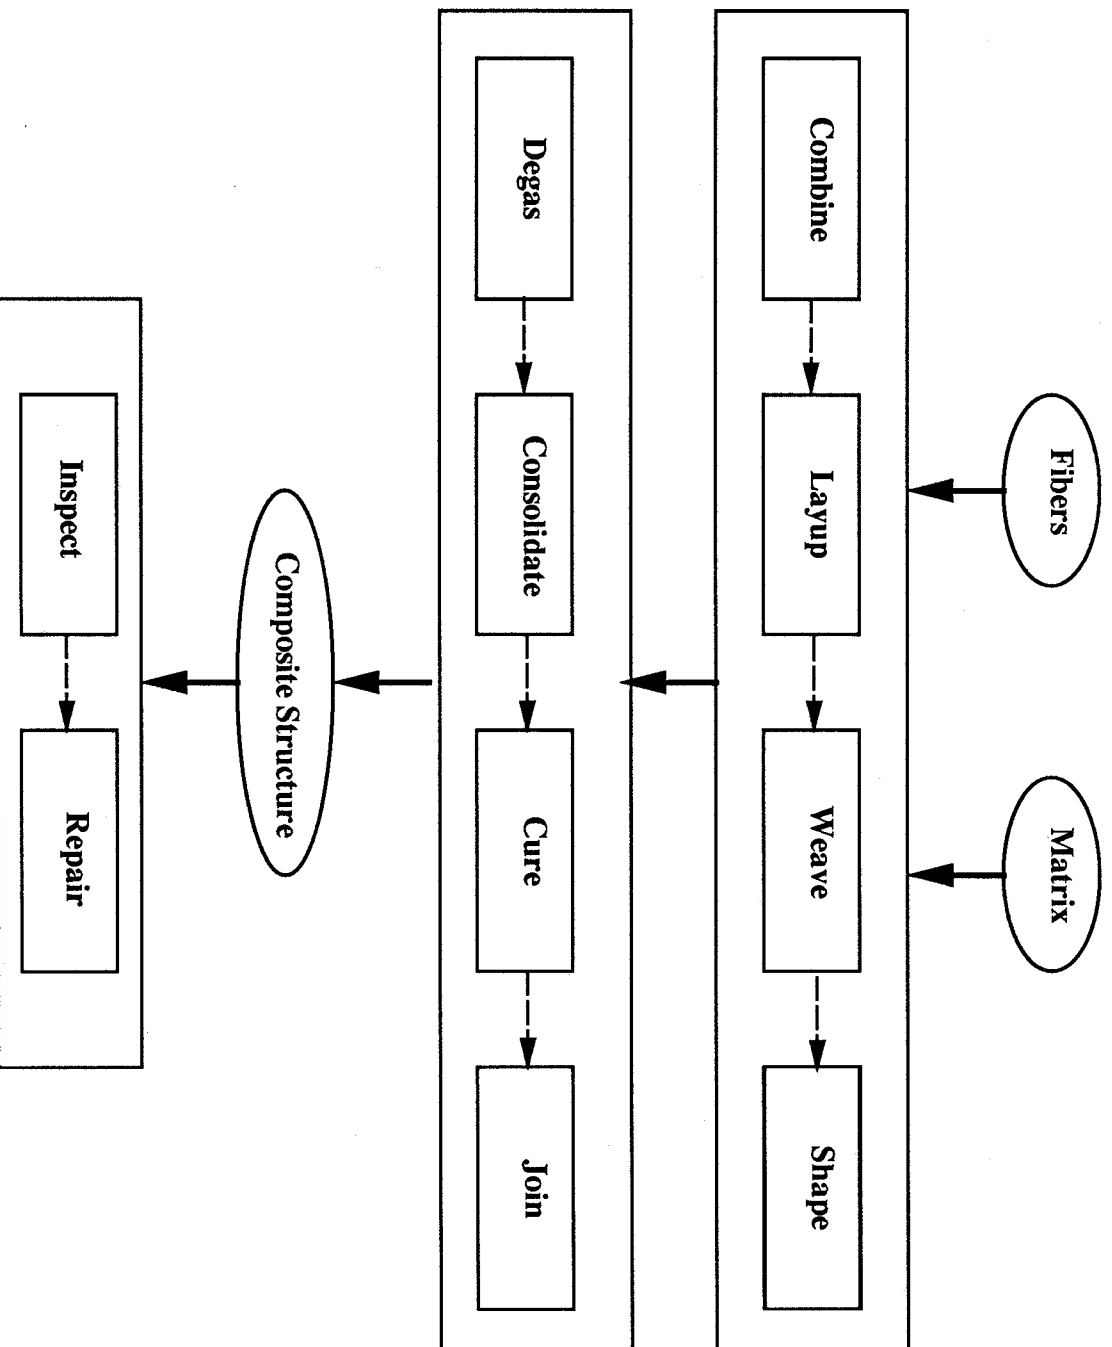 Fibers
Matrix
Combine
Layup
Weave
Shape
Degas
Consolidate
Cure
Join
Composite Structure
Inspect
Repair